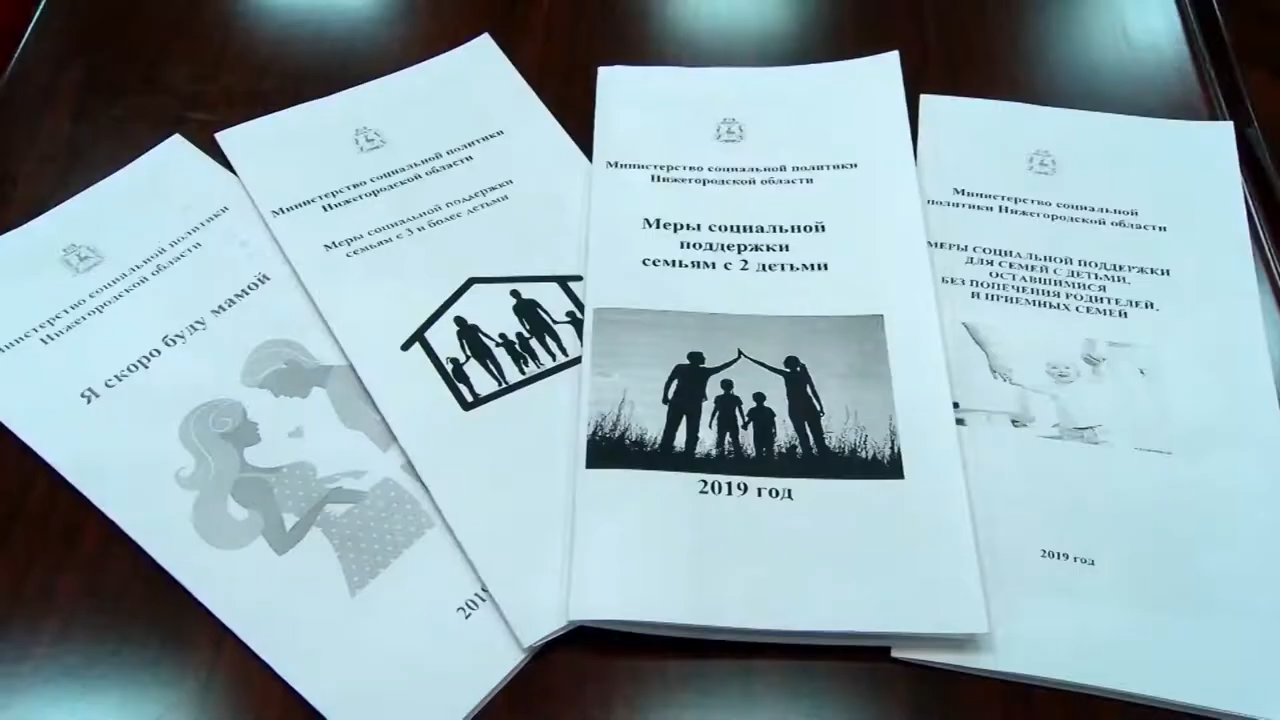 Министерство социальной политики
Нижегородской области
Я скоро буду мамой
2019
Министерство социальной политики
Нижегородской области
Меры социальной поддержки
семьям с 3 и более детьми
Министерство социальной политики
Нижегородской области
Меры социальной
поддержки
семьям с 2 детьми
2019 год
Министерство социальной
политики Нижегородской области
МЕРЫ СОЦИАЛЬНОЙ ПОДДЕРЖКИ
ДЛЯ СЕМЕЙ С ДЕТЬМИ,
ОСТАВШИМИСЯ
БЕЗ ПОПЕЧЕНИЯ РОДИТЕЛЕЙ,
И ПРИЕМНЫХ СЕМЕЙ
2019 год